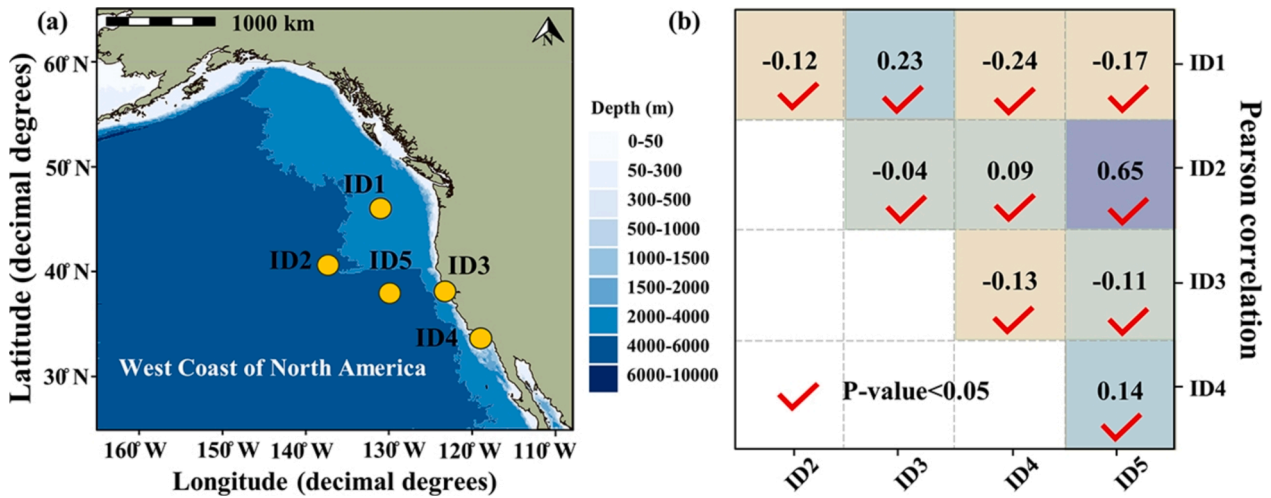 (a)
1000 km
N
60°N
50°N
40°N
30°N
Latitude (decimal degrees)
ID1
ID2
ID5
ID3
ID4
West Coast of North America
160°W
150°W
140°W
130°W
120°W
110°W
Longitude (decimal degrees)
Depth (m)
0-50
50-300
300-500
500-1000
1000-1500
1500-2000
2000-4000
4000-6000
6000-10000
(b)
-0.12 0.23 -0.24 -0.17 ID1
-0.04 0.09 0.65 ID2
-0.13 -0.11 ID3
P-value<0.05 0.14 ID4
ID2 ID3 ID4 ID5
Pearson correlation